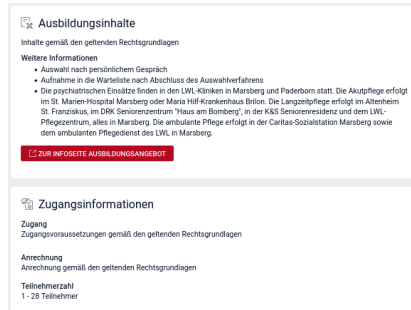 Ausbildungsinhalte
Inhalte gemäß den geltenden Rechtsgrundlagen
Weitere Informationen
• Auswahl nach persönlichem Gespräch
• Aufnahme in die Warteliste nach Abschluss des Auswahlverfahrens
• Die psychiatrischen Einsätze finden in den LWL-Kliniken in Marsberg und Paderborn statt. Die Akutpflege erfolgt
im St. Marien-Hospital Marsberg oder Maria Hilf-Krankenhaus Brilon. Die Langzeitpflege erfolgt im Altenheim
St. Franziskus, im DRK Seniorenzentrum "Haus am Bomberg", in der K&S Seniorenresidenz und dem LWL-
Pflegezentrum, alles in Marsberg. Die ambulante Pflege erfolgt in der Caritas-Sozialstation Marsberg sowie
dem ambulanten Pflegedienst des LWL in Marsberg.
ZUR INFOSEITE AUSBILDUNGSANGEBOT
Zugangsinformationen
Zugang
Zugangsvoraussetzungen gemäß den geltenden Rechtsgrundlagen
Anrechnung
Anrechnung gemäß den geltenden Rechtsgrundlagen
Teilnehmerzahl
1 - 28 Teilnehmer